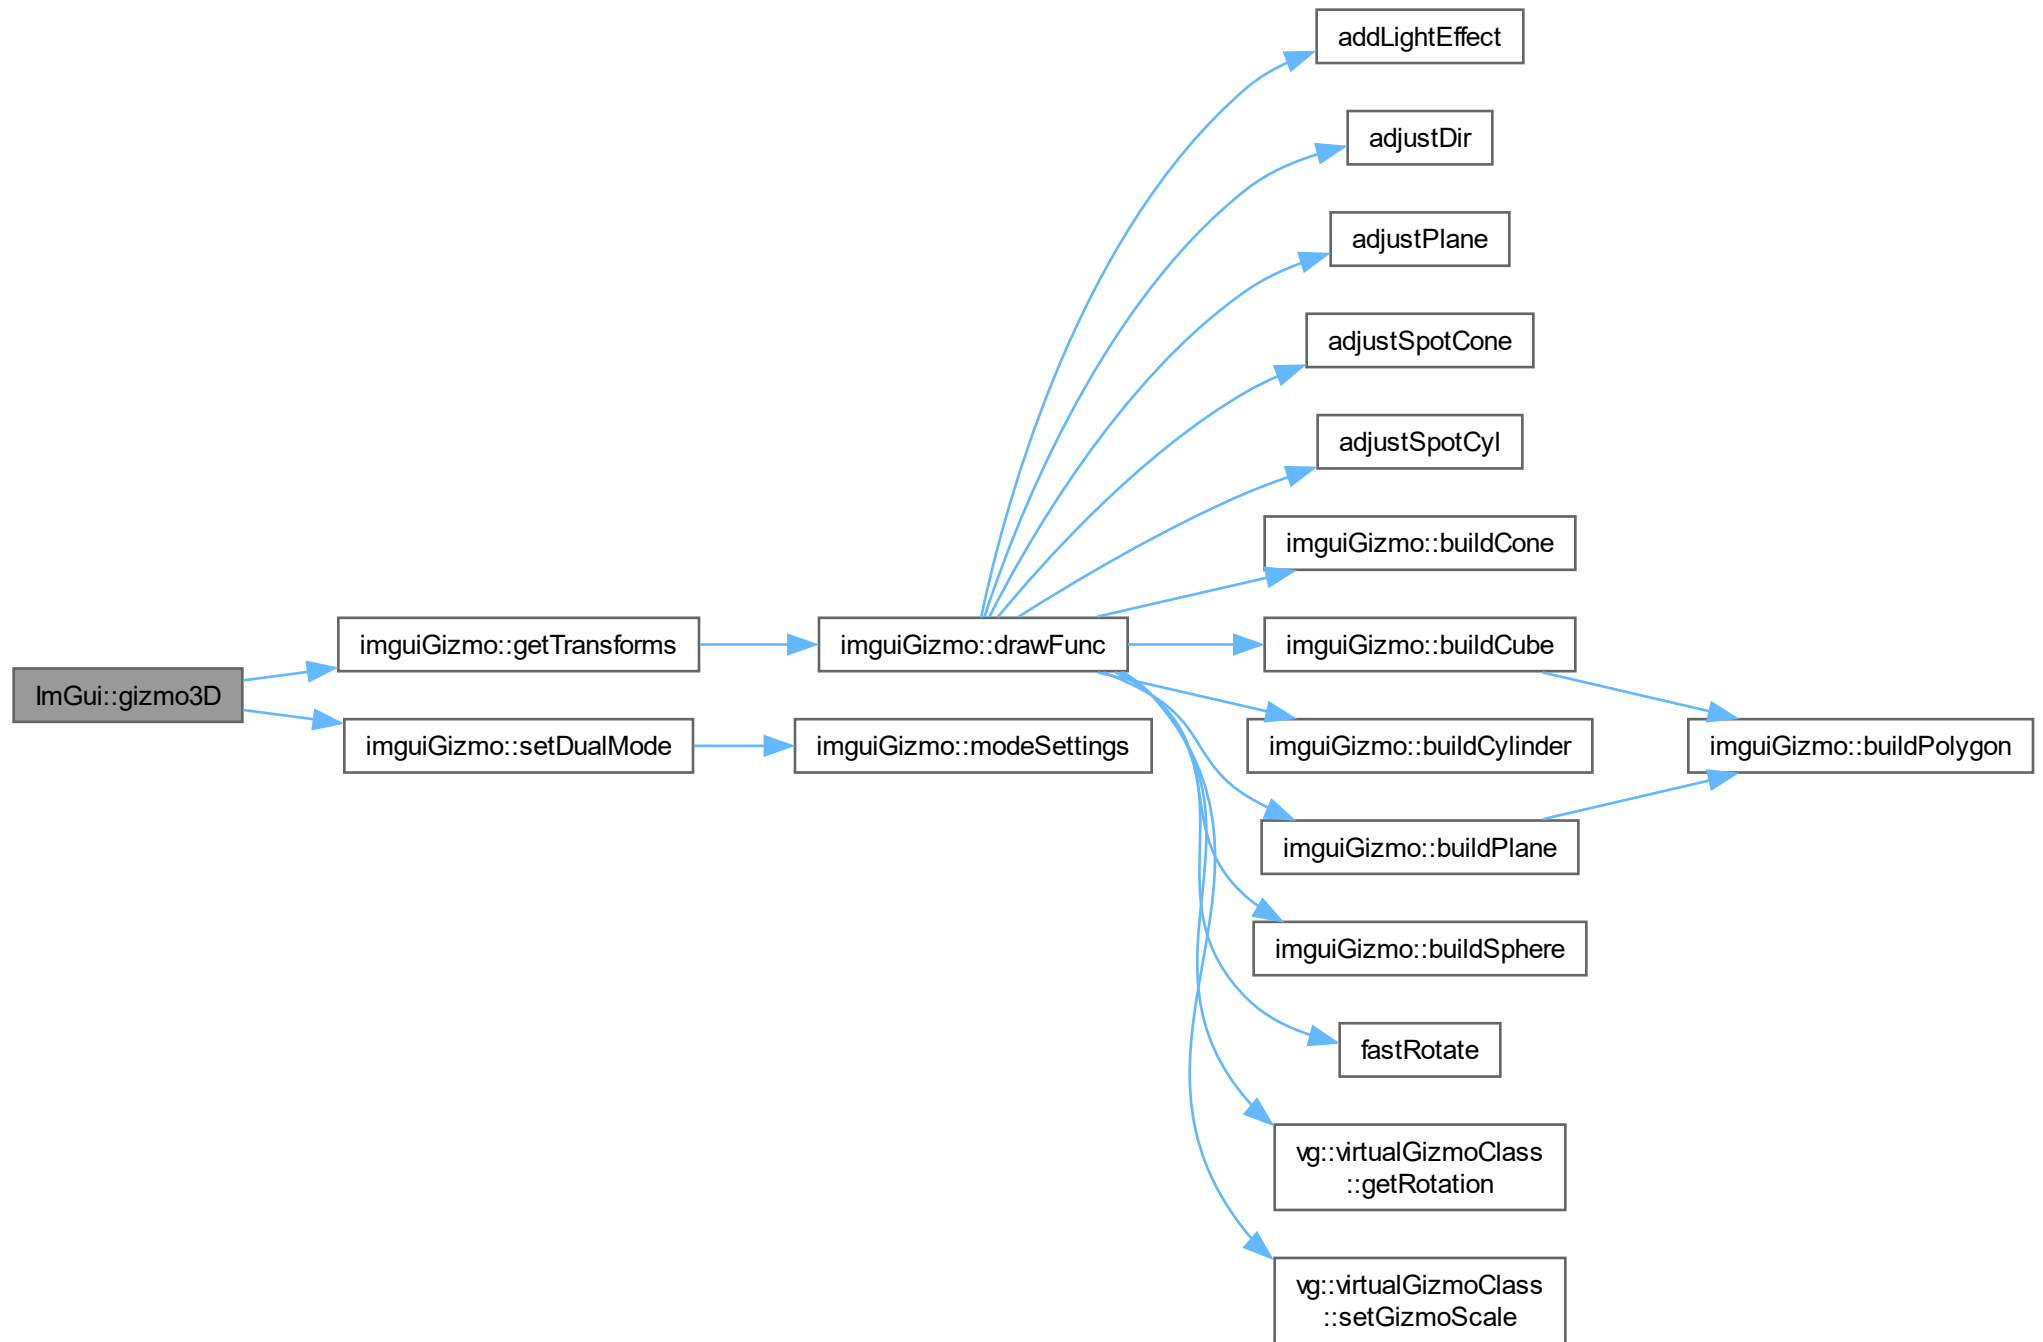 addLightEffect
adjustDir
adjustPlane
adjustSpotCone
adjustSpotCyl
imguiGizmo::buildCone
imguiGizmo::getTransforms
imguiGizmo::drawFunc
imguiGizmo::buildCube
ImGui::gizmo3D
imguiGizmo::setDualMode
imguiGizmo::modeSettings
imguiGizmo::buildCylinder
imguiGizmo::buildPolygon
imguiGizmo::buildPlane
imguiGizmo::buildSphere
fastRotate
vg::virtualGizmoClass
::getRotation
vg::virtualGizmoClass
::setGizmoScale